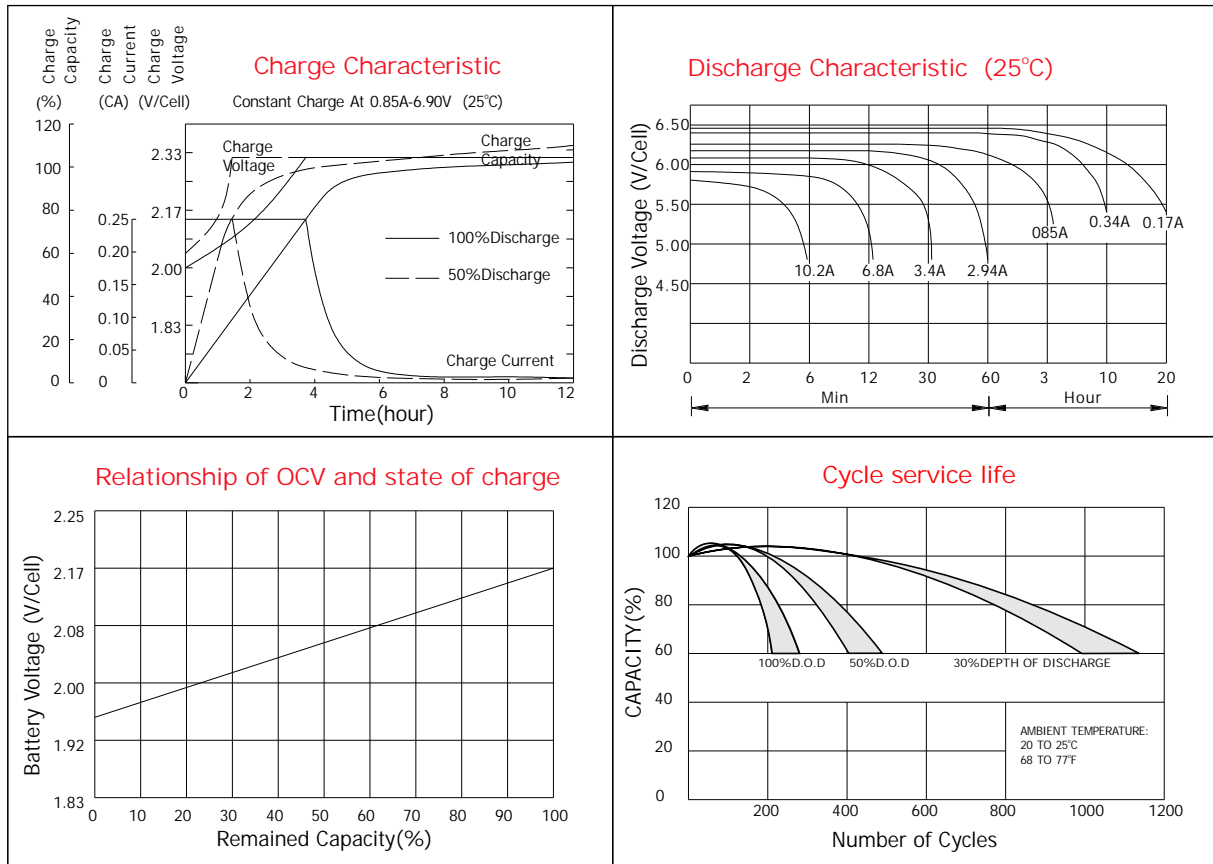 Charge Characteristic
Charge Capacity
Charge Current
Charge Voltage
(%) (CA) (V/Cell)
Constant Charge At 0.85A-6.90V (25°C)
120
100
80
60
40
20
0
0.25
0.20
0.15
0.10
0.05
0
2.33
2.17
2.00
1.83
Charge Voltage
Charge Capacity
100%Discharge
50%Discharge
Charge Current
0 2 4 6 8 10 12
Time(hour)
Discharge Characteristic (25°C)
Discharge Voltage (V/Cell)
6.50
6.00
5.50
5.00
4.50
10.2A 6.8A 3.4A 2.94A 085A 0.34A 0.17A
0 2 6 12 30 60 3 10 20
Min Hour
Relationship of OCV and state of charge
Battery Voltage (V/Cell)
2.25
2.17
2.08
2.00
1.92
1.83
0 10 20 30 40 50 60 70 80 90 100
Remained Capacity(%)
Cycle service life
CAPACITY(%)
120
100
80
60
40
20
0
100%D.O.D 50%D.O.D 30%DEPTH OF DISCHARGE
AMBIENT TEMPERATURE:
20 TO 25°C
68 TO 77°F
200 400 600 800 1000 1200
Number of Cycles